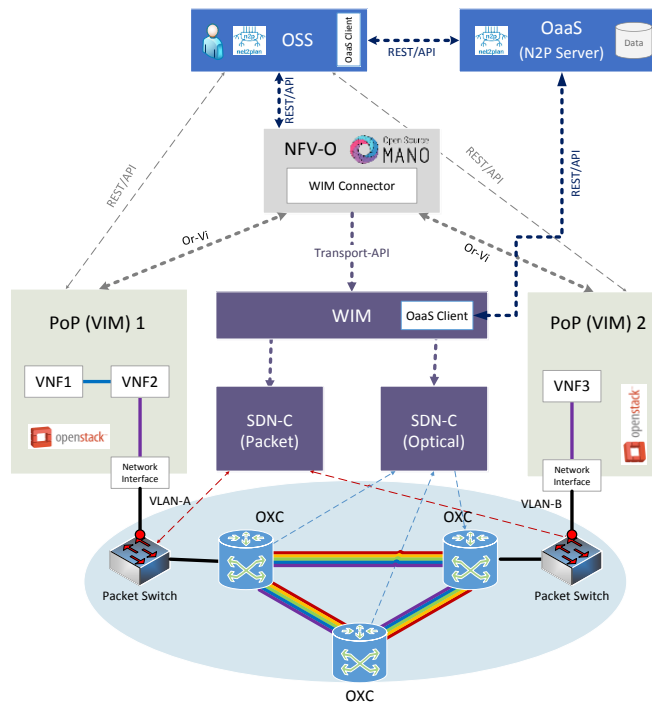 n2p
net2plan
OSS
OaaS Client
REST/API
n2p
net2plan
OaaS
(N2P Server)
Data
REST/API
REST/API
REST/API
REST/API
NFV-O
Open Source
MANO
WIM Connector
Or-Vi
Or-Vi
Transport-API
PoP (VIM) 1
WIM
OaaS Client
PoP (VIM) 2
VNF1
VNF2
VNF3
openstack
SDN-C
(Packet)
SDN-C
(Optical)
openstack
Network
Interface
Network
Interface
VLAN-A
VLAN-B
OXC
OXC
Packet Switch
Packet Switch
OXC